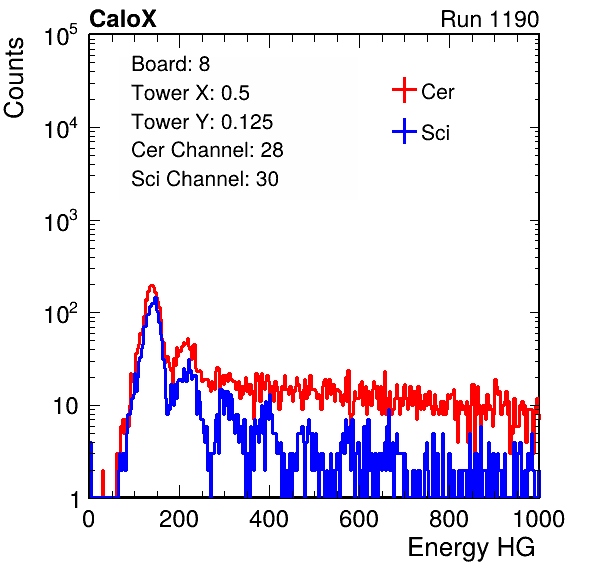 CaloX Run 1190
Counts
10^5
10^4
10^3
10^2
10
1
Board: 8
Tower X: 0.5
Tower Y: 0.125
Cer Channel: 28
Sci Channel: 30
Cer
Sci
0 200 400 600 800 1000
Energy HG